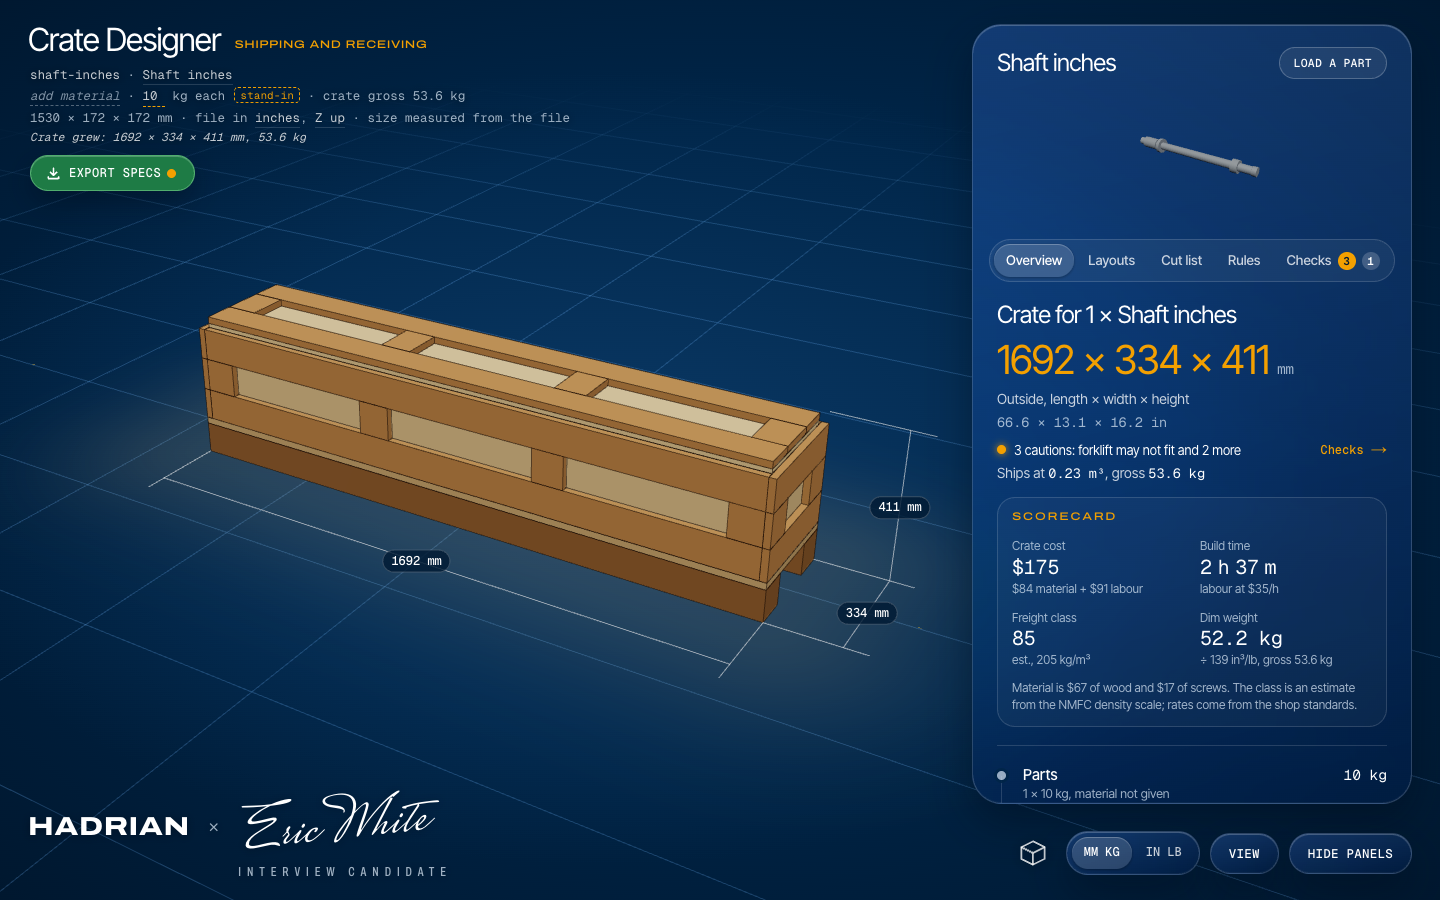 Crate Designer SHIPPING AND RECEIVING
shaft-inches · Shaft inches
add material · 10 kg each stand-in · crate gross 53.6 kg
1530 × 172 × 172 mm · file in inches, Z up · size measured from the file
Crate grew: 1692 × 334 × 411 mm, 53.6 kg
EXPORT SPECS
1692 mm
411 mm
334 mm
HADRIAN × Eric White
INTERVIEW CANDIDATE
Shaft inches LOAD A PART
Overview Layouts Cut list Rules Checks 3 1
Crate for 1 × Shaft inches
1692 × 334 × 411 mm
Outside, length × width × height
66.6 × 13.1 × 16.2 in
3 cautions: forklift may not fit and 2 more Checks →
Ships at 0.23 m³, gross 53.6 kg
SCORECARD
Crate cost
$175
$84 material + $91 labour
Build time
2 h 37 m
labour at $35/h
Freight class
85
est., 205 kg/m³
Dim weight
52.2 kg
÷ 139 in³/lb, gross 53.6 kg
Material is $67 of wood and $17 of screws. The class is an estimate
from the NMFC density scale; rates come from the shop standards.
Parts 10 kg
1 × 10 kg, material not given
MM KG IN LB VIEW HIDE PANELS